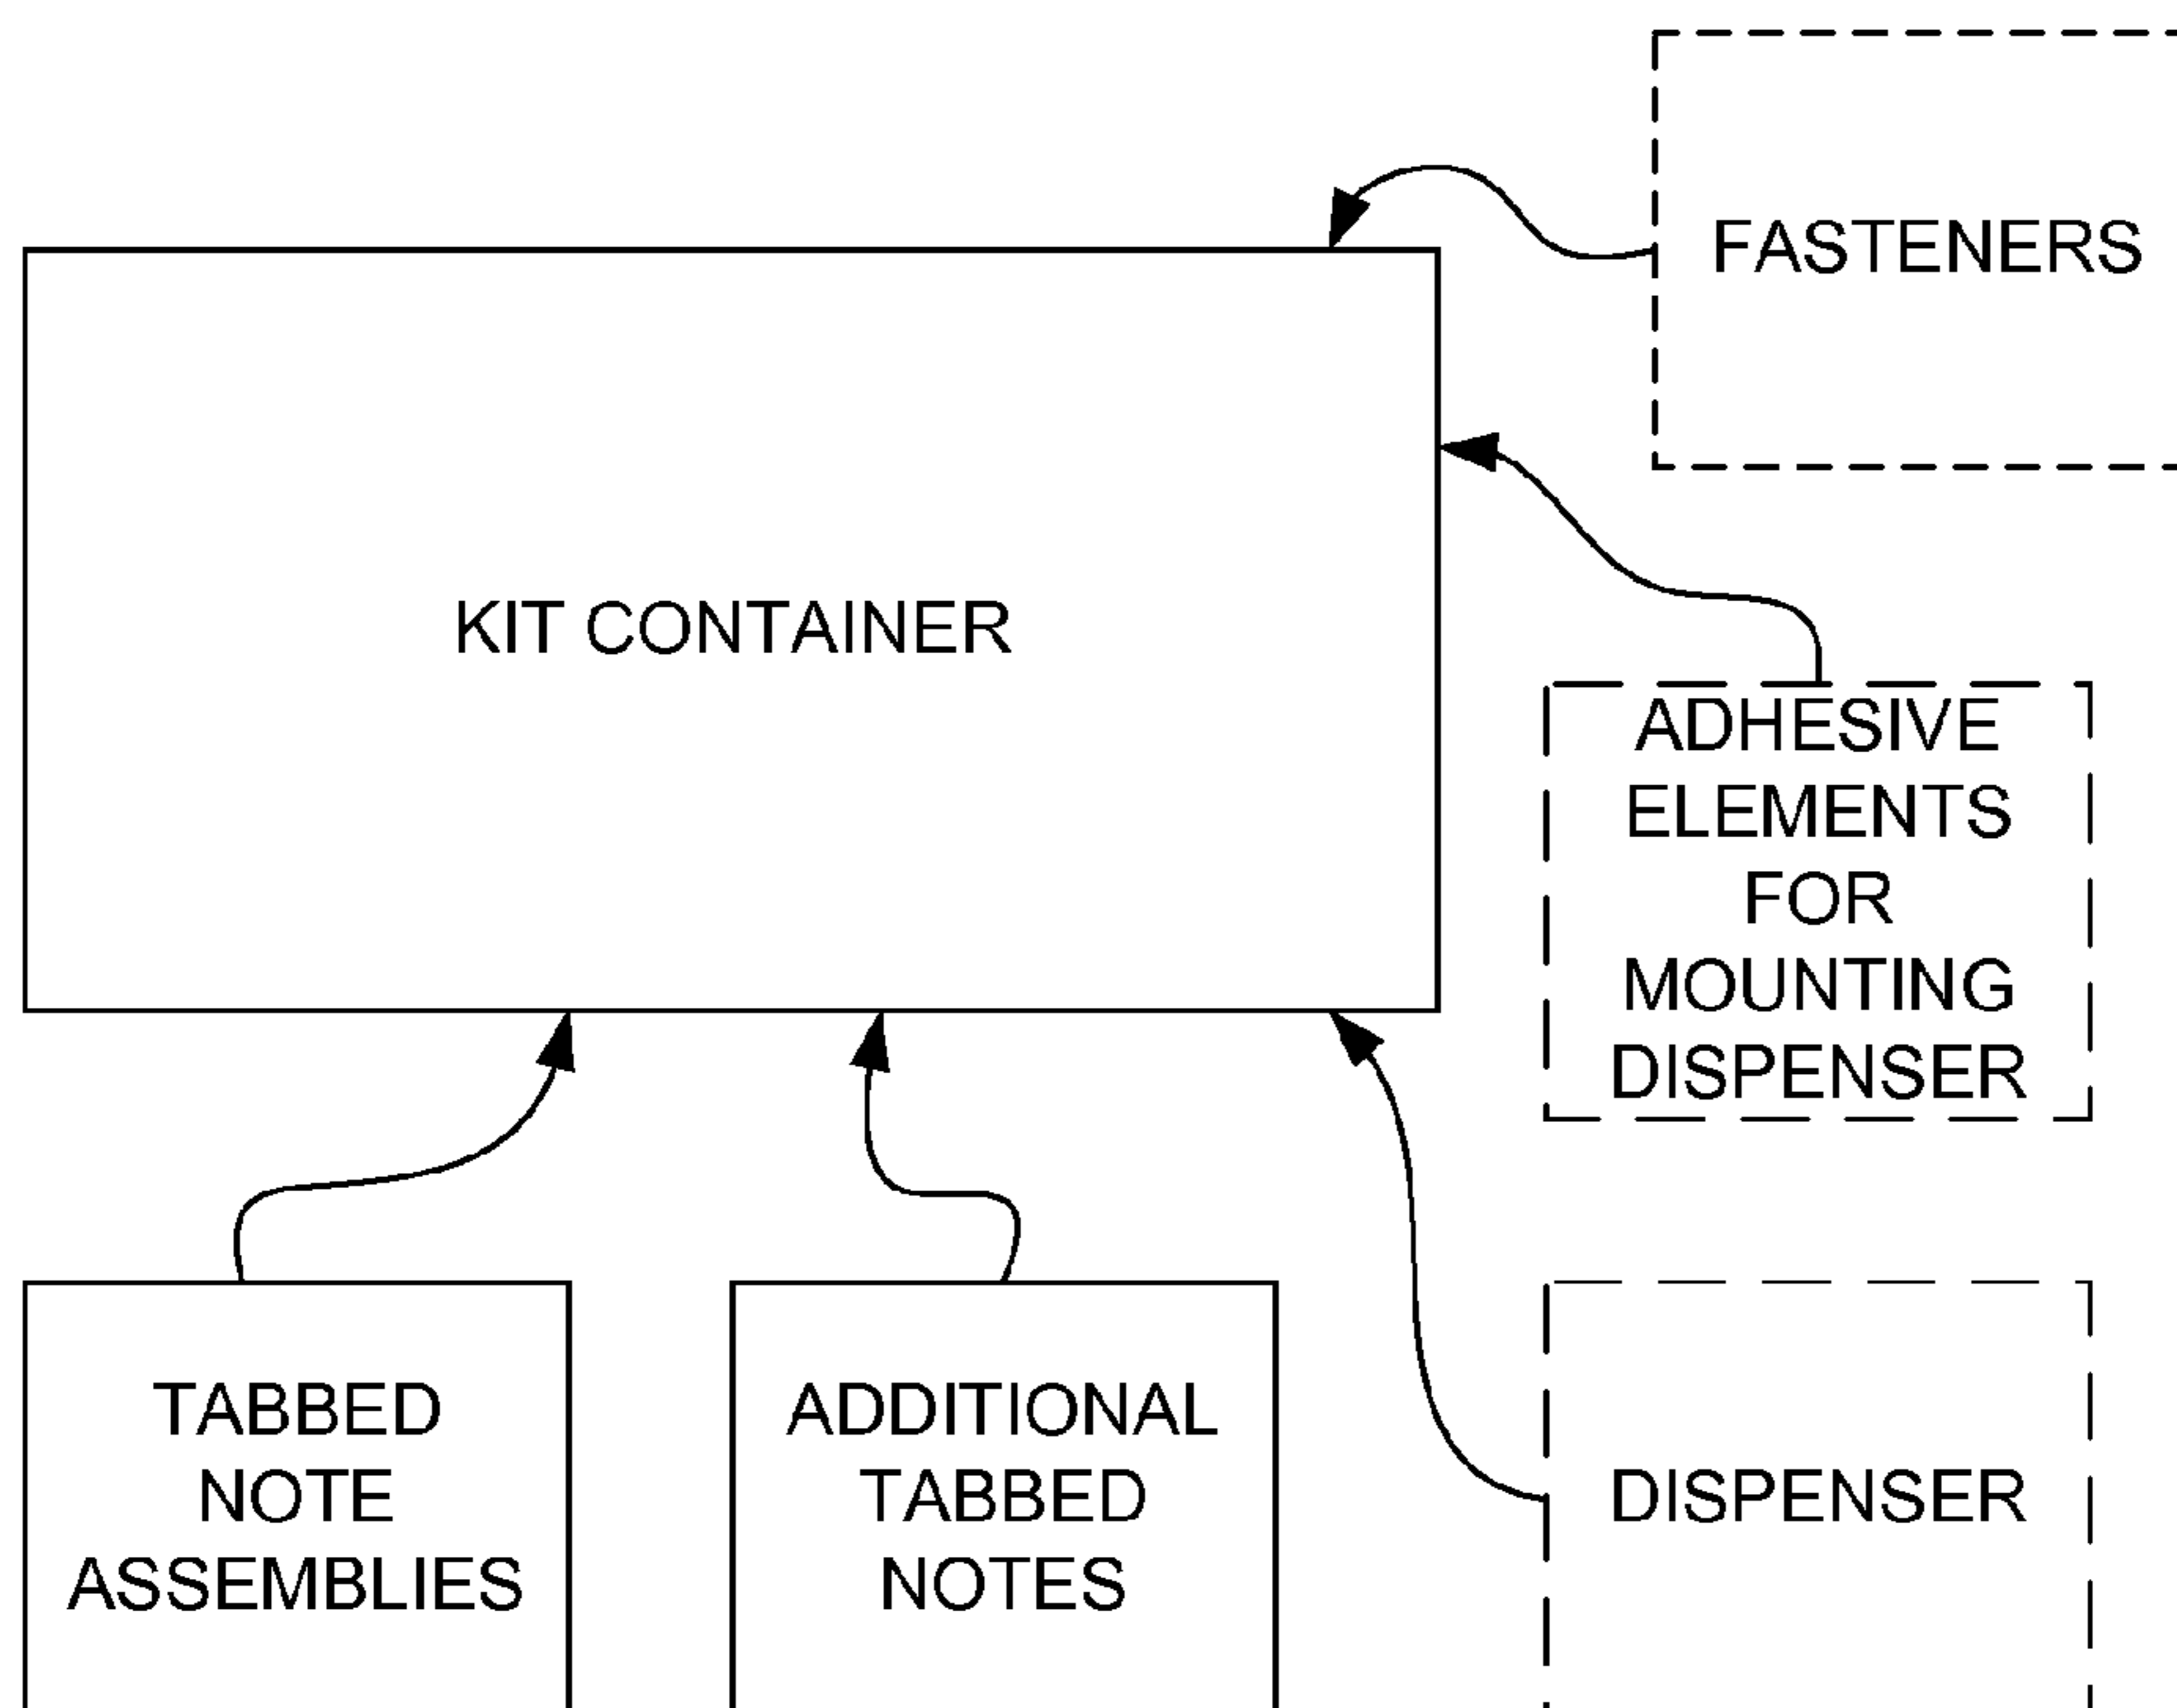 FASTENERS
KIT CONTAINER
ADHESIVE
ELEMENTS
FOR
MOUNTING
DISPENSER
TABBED
NOTE
ASSEMBLIES
ADDITIONAL
TABBED
NOTES
DISPENSER